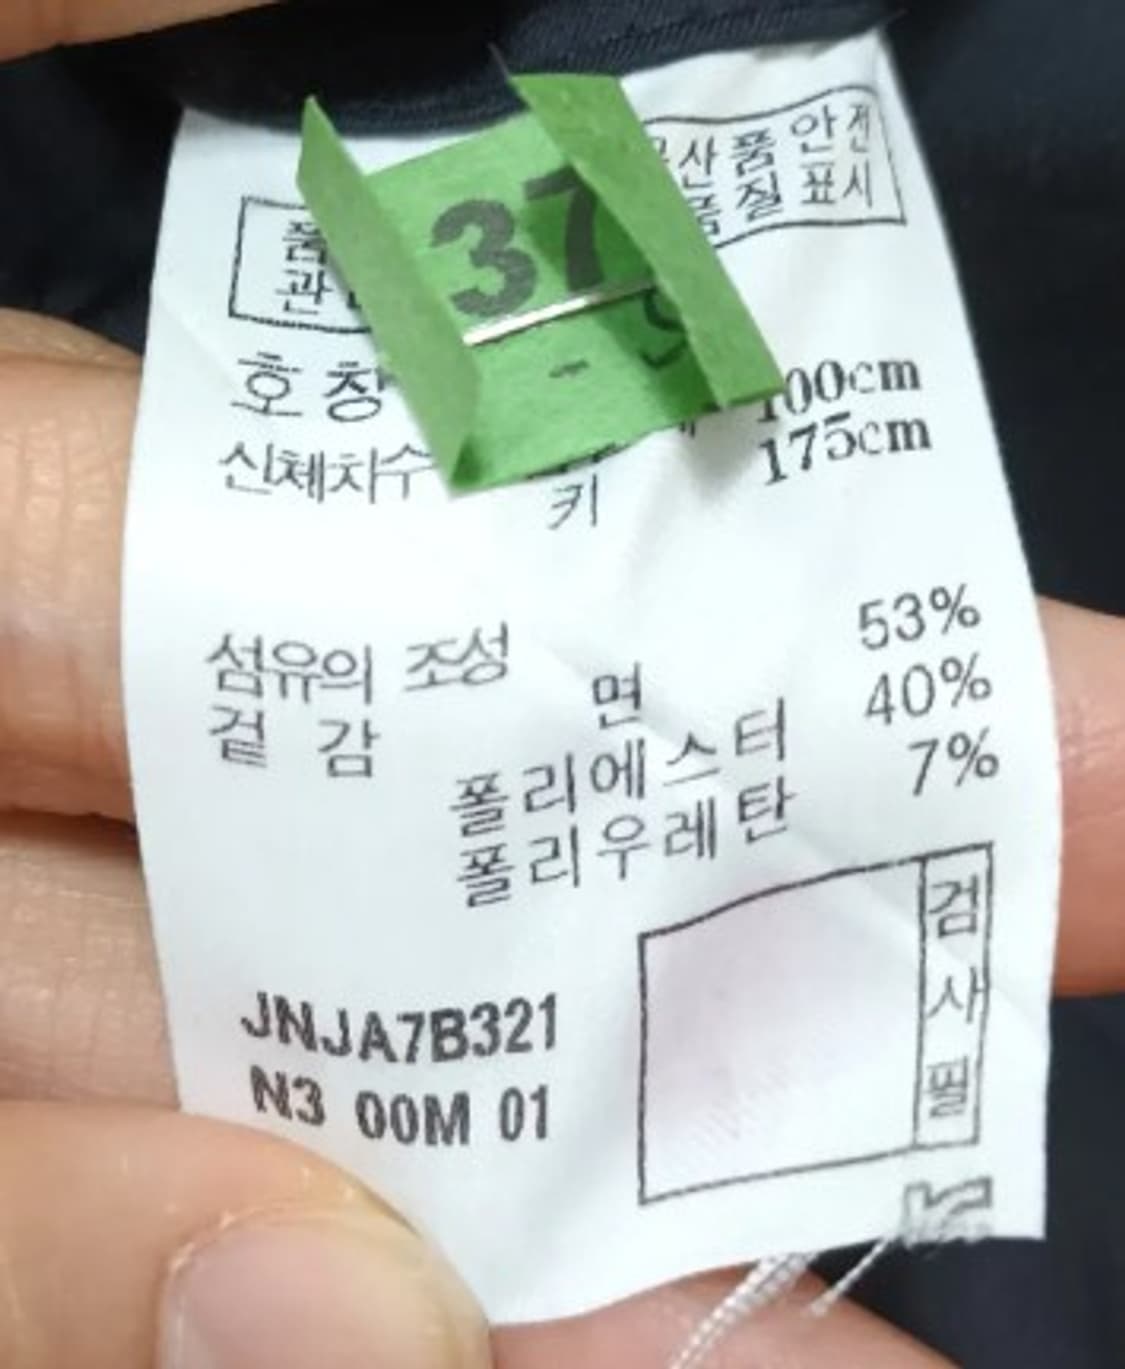 37
산품안전
품질표시
관
호칭
100cm
신체치수
175cm
키
섬유의 조성
겉 감
면 53%
폴리에스터 40%
폴리우레탄 7%
검사필
JNJA7B321
N3 00M 01